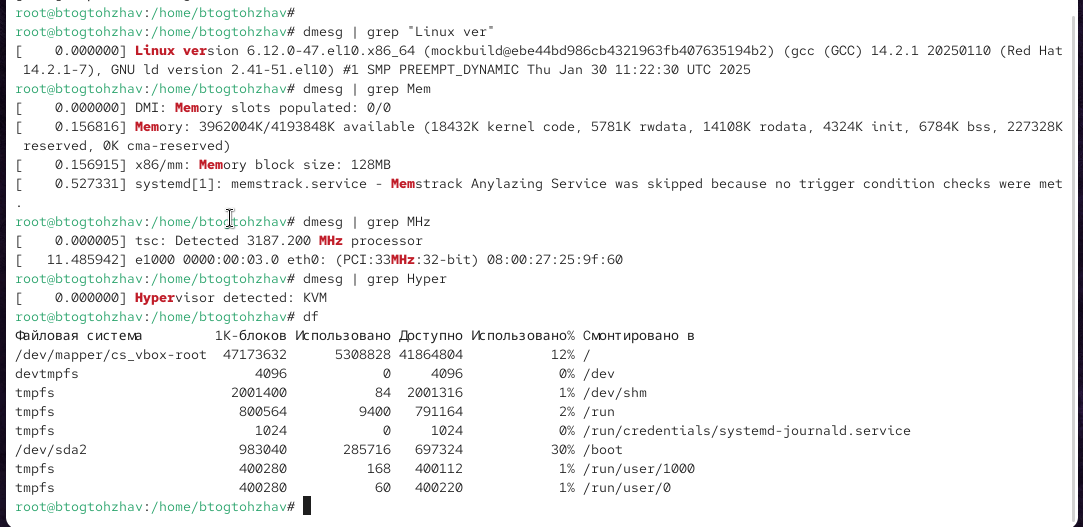 root@btogtohzhav:/home/btogtohzhav#
root@btogtohzhav:/home/btogtohzhav# dmesg | grep "Linux ver"
[    0.000000] Linux version 6.12.0-47.el10.x86_64 (mockbuild@ebe44bd986cb4321963fb407635194b2) (gcc (GCC) 14.2.1 20250110 (Red Hat
 14.2.1-7), GNU ld version 2.41-51.el10) #1 SMP PREEMPT_DYNAMIC Thu Jan 30 11:22:30 UTC 2025
root@btogtohzhav:/home/btogtohzhav# dmesg | grep Mem
[    0.000000] DMI: Memory slots populated: 0/0
[    0.156816] Memory: 3962004K/4193848K available (18432K kernel code, 5781K rwdata, 14108K rodata, 4324K init, 6784K bss, 227328K
 reserved, 0K cma-reserved)
[    0.156915] x86/mm: Memory block size: 128MB
[    0.527331] systemd[1]: memstrack.service - Memstrack Anylazing Service was skipped because no trigger condition checks were met
.
root@btogtohzhav:/home/btogtohzhav# dmesg | grep MHz
[    0.000005] tsc: Detected 3187.200 MHz processor
[   11.485942] e1000 0000:00:03.0 eth0: (PCI:33MHz:32-bit) 08:00:27:25:9f:60
root@btogtohzhav:/home/btogtohzhav# dmesg | grep Hyper
[    0.000000] Hypervisor detected: KVM
root@btogtohzhav:/home/btogtohzhav# df
Файловая система         1K-блоков Использовано Доступно Использовано% Cмонтировано в
/dev/mapper/cs_vbox-root  47173632      5308828 41864804           12% /
devtmpfs                      4096            0     4096            0% /dev
tmpfs                      2001400           84  2001316            1% /dev/shm
tmpfs                       800564         9400   791164            2% /run
tmpfs                         1024            0     1024            0% /run/credentials/systemd-journald.service
/dev/sda2                   983040       285716   697324           30% /boot
tmpfs                       400280          168   400112            1% /run/user/1000
tmpfs                       400280           60   400220            1% /run/user/0
root@btogtohzhav:/home/btogtohzhav#